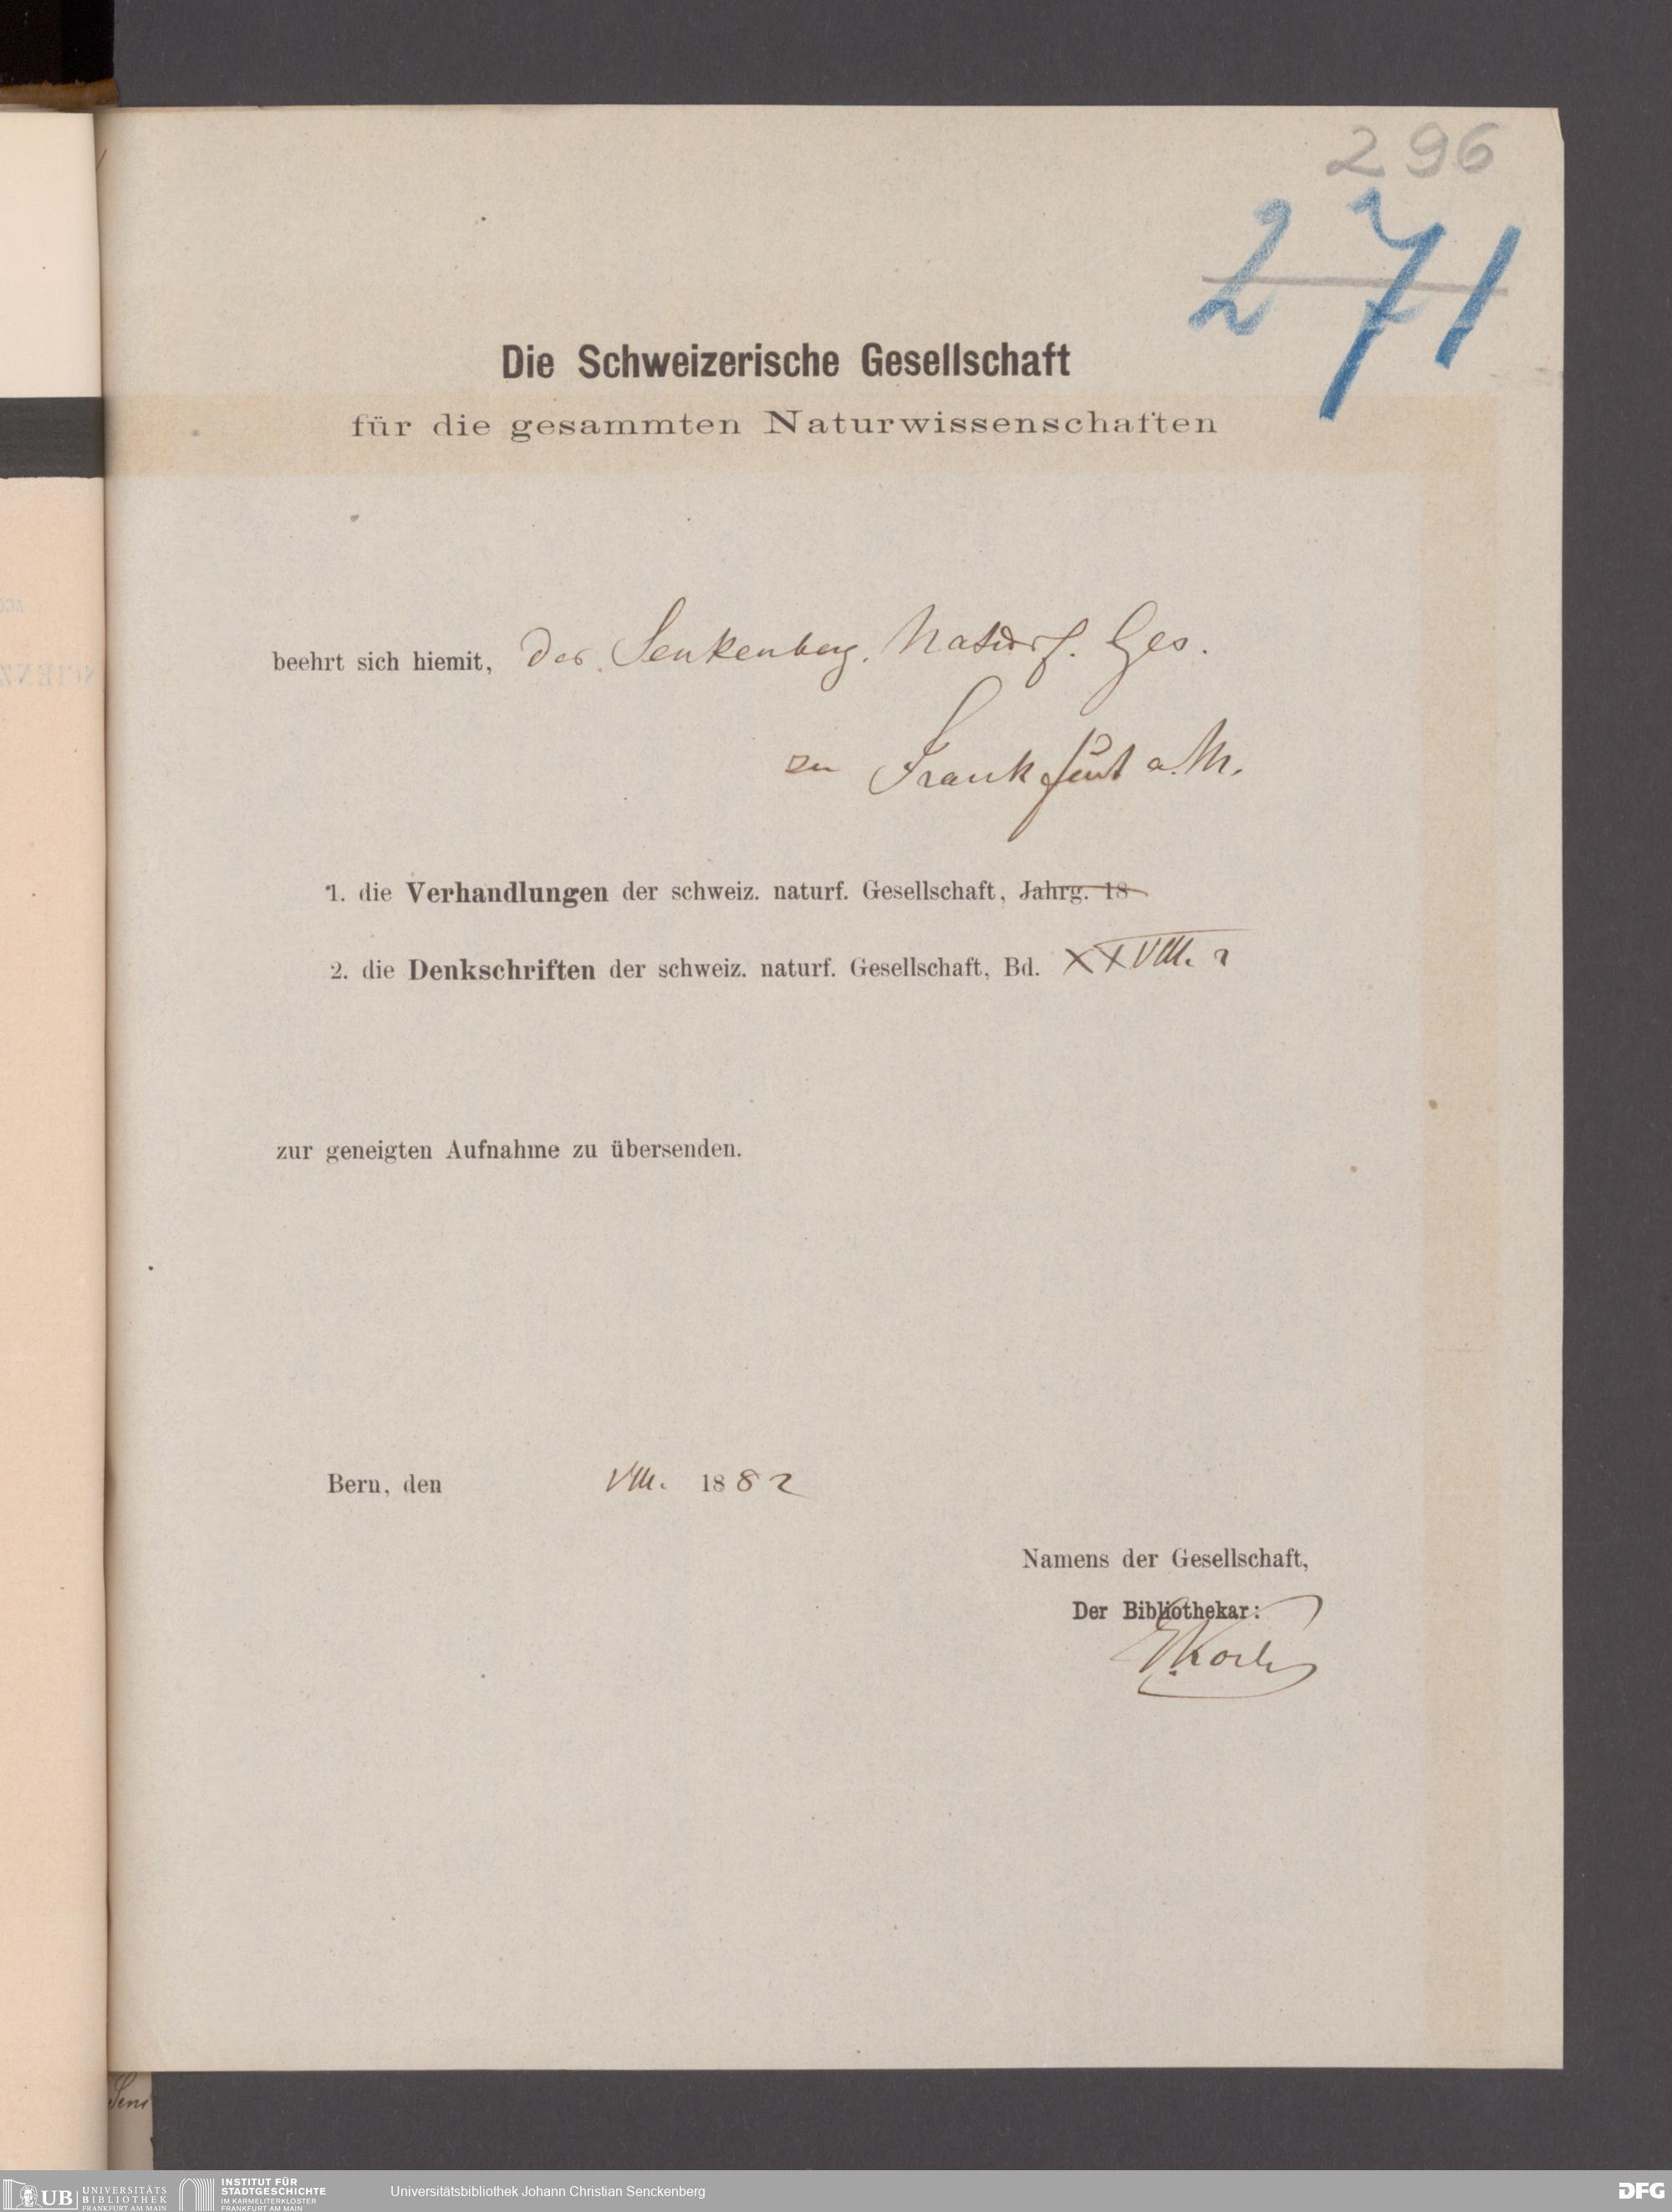 296
271
Die Schweizerische Gesellschaft
für die gesammten Naturwissenschaften
beehrt sich hiemit, der Senkenberg. Naturf. Ges.
zu Frankfurt a. M.
1. die Verhandlungen der schweiz. naturf. Gesellschaft, Jahrg. 18
2. die Denkschriften der schweiz. naturf. Gesellschaft, Bd. XXVIII. 2
zur geneigten Aufnahme zu übersenden.
Bern, den VIII. 1882
Namens der Gesellschaft,
Der Bibliothekar:
UB UNIVERSITÄTS BIBLIOTHEK FRANKFURT AM MAIN
INSTITUT FÜR STADTGESCHICHTE IM KARMELITERKLOSTER FRANKFURT AM MAIN
Universitätsbibliothek Johann Christian Senckenberg
DFG